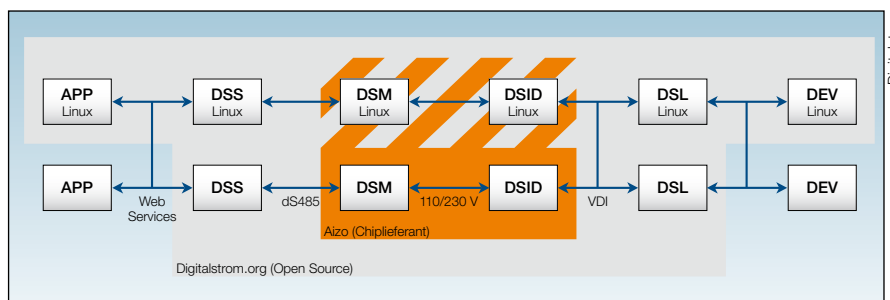 APP
Linux
DSS
Linux
DSM
Linux
DSID
Linux
DSL
Linux
DEV
Linux
APP
DSS
DSM
DSID
DSL
DEV
Web
Services
dS485
110/230 V
VDI
Aizo (Chiplieferant)
Digitalstrom.org (Open Source)